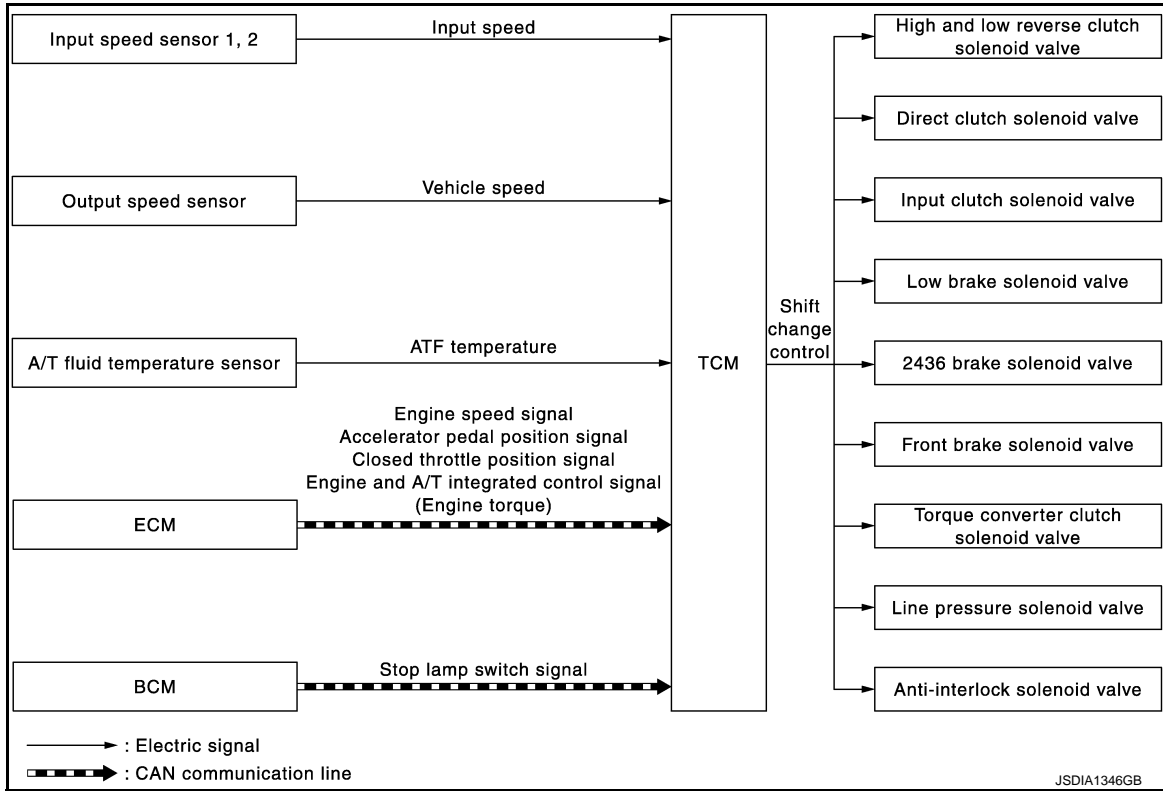 Input speed sensor 1, 2
Input speed
Output speed sensor
Vehicle speed
A/T fluid temperature sensor
ATF temperature
Engine speed signal
Accelerator pedal position signal
Closed throttle position signal
Engine and A/T integrated control signal
(Engine torque)
ECM
Stop lamp switch signal
BCM
TCM
Shift
change
control
High and low reverse clutch
solenoid valve
Direct clutch solenoid valve
Input clutch solenoid valve
Low brake solenoid valve
2436 brake solenoid valve
Front brake solenoid valve
Torque converter clutch
solenoid valve
Line pressure solenoid valve
Anti-interlock solenoid valve
: Electric signal
: CAN communication line
JSDIA1346GB